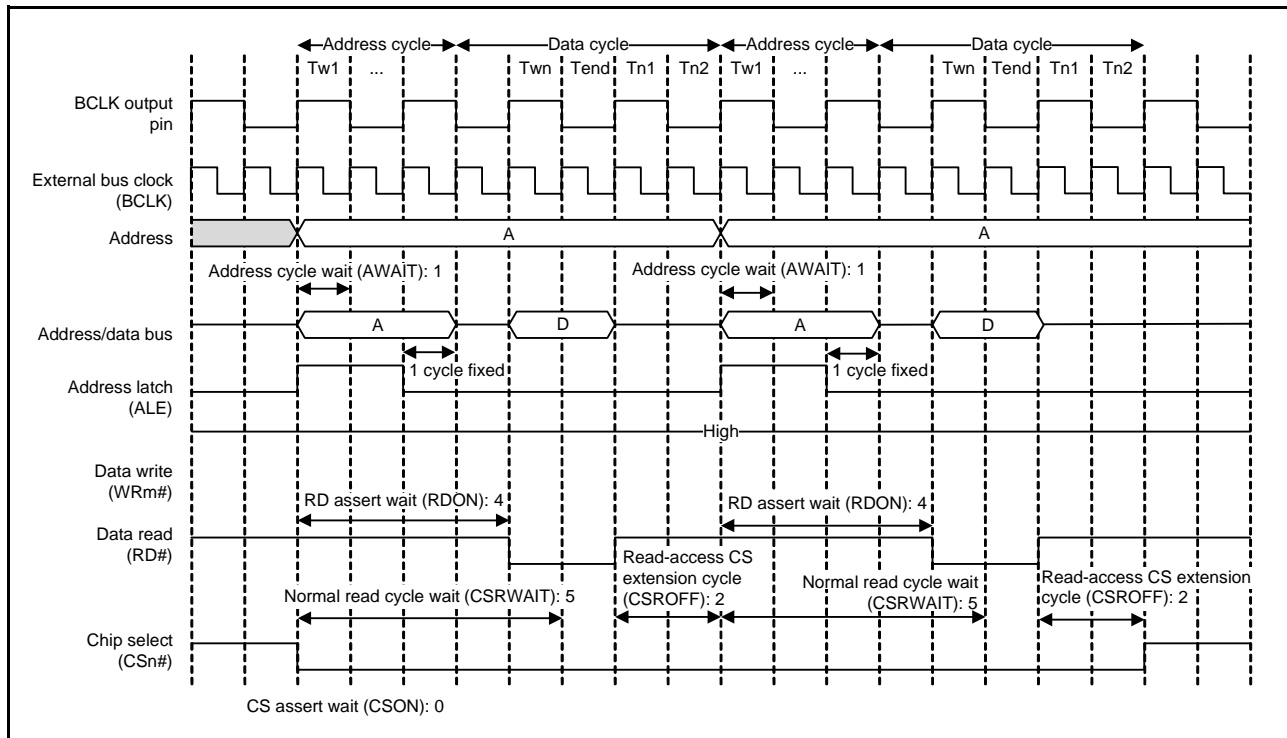 Address cycle Data cycle Address cycle Data cycle
Tw1 ... Twn Tend Tn1 Tn2 Tw1 ... Twn Tend Tn1 Tn2
BCLK output
pin
External bus clock
(BCLK)
Address
A A
Address cycle wait (AWAIT): 1 Address cycle wait (AWAIT): 1
Address/data bus
A D A D
1 cycle fixed 1 cycle fixed
Address latch
(ALE)
High
Data write
(WRm#)
RD assert wait (RDON): 4 RD assert wait (RDON): 4
Data read
(RD#)
Read-access CS
extension cycle
(CSROFF): 2
Normal read cycle wait (CSRWAIT): 5
Normal read cycle wait
(CSRWAIT): 5
Read-access CS extension
cycle (CSROFF): 2
Chip select
(CSn#)
CS assert wait (CSON): 0